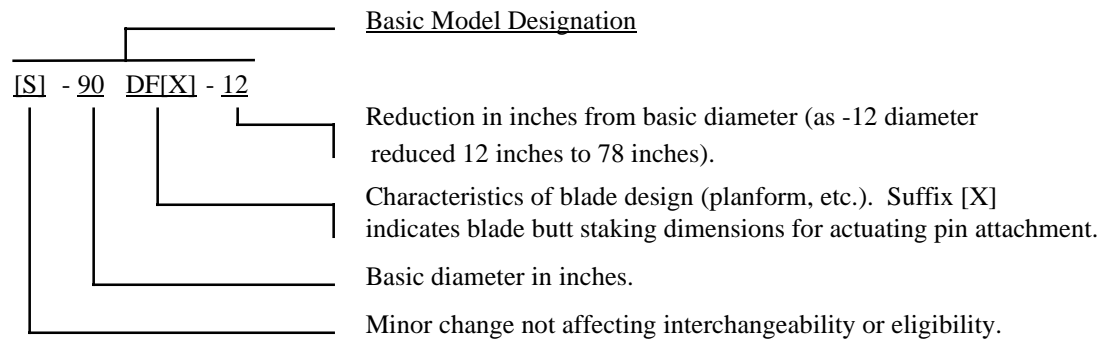 Basic Model Designation
[S] - 90 DF[X] - 12
Reduction in inches from basic diameter (as -12 diameter
reduced 12 inches to 78 inches).
Characteristics of blade design (planform, etc.). Suffix [X]
indicates blade butt staking dimensions for actuating pin attachment.
Basic diameter in inches.
Minor change not affecting interchangeability or eligibility.